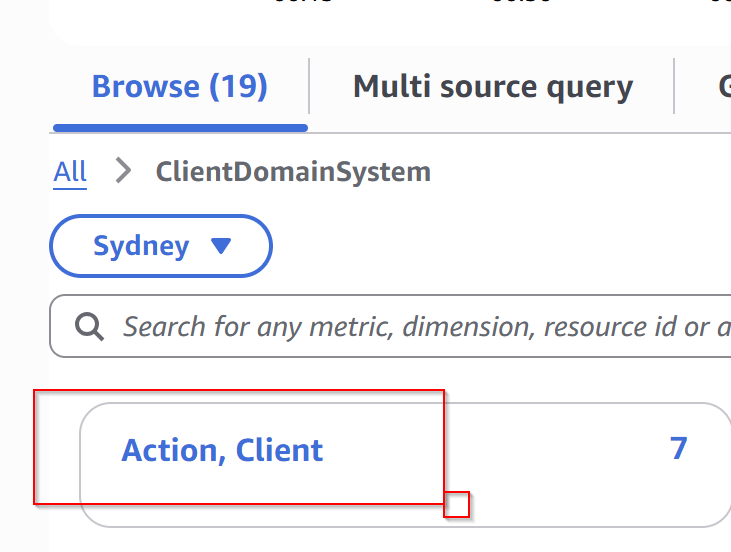 Browse (19)
Multi source query
All > ClientDomainSystem
Sydney
Search for any metric, dimension, resource id or a
Action, Client
7